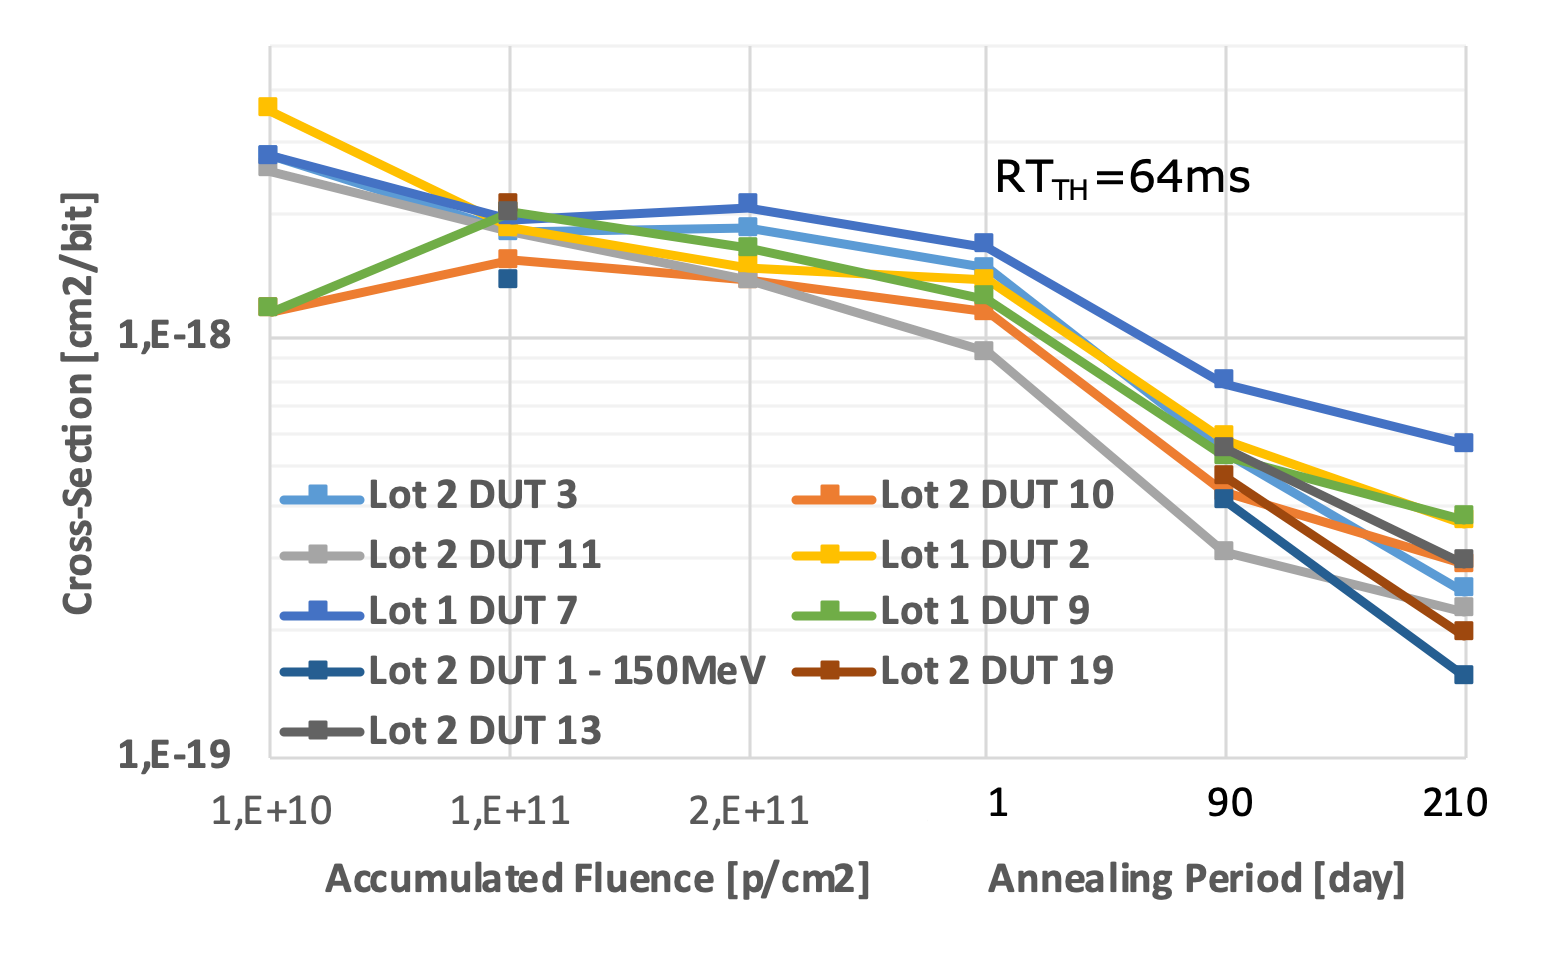 RTTH=64ms
Cross-Section [cm2/bit]
1,E-18
1,E-19
Lot 2 DUT 3
Lot 2 DUT 10
Lot 2 DUT 11
Lot 1 DUT 2
Lot 1 DUT 7
Lot 1 DUT 9
Lot 2 DUT 1 - 150MeV
Lot 2 DUT 19
Lot 2 DUT 13
1,E+10 1,E+11 2,E+11 1 90 210
Accumulated Fluence [p/cm2] Annealing Period [day]